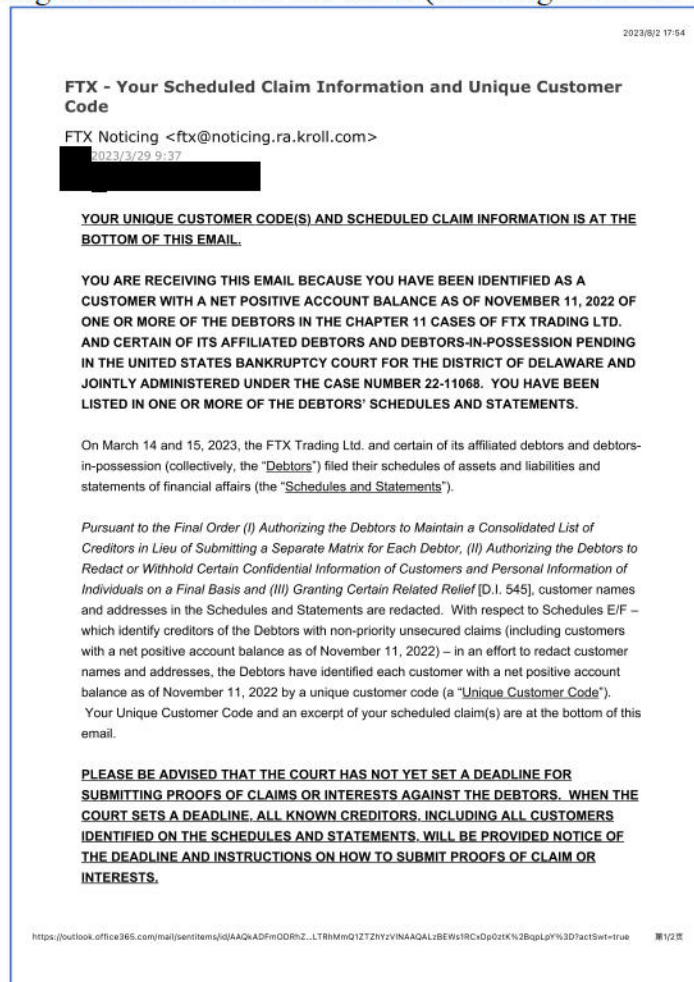 2023/8/2 17:54
FTX - Your Scheduled Claim Information and Unique Customer
Code
FTX Noticing <ftx@noticing.ra.kroll.com>
2023/3/29 9:37
YOUR UNIQUE CUSTOMER CODE(S) AND SCHEDULED CLAIM INFORMATION IS AT THE
BOTTOM OF THIS EMAIL.
YOU ARE RECEIVING THIS EMAIL BECAUSE YOU HAVE BEEN IDENTIFIED AS A
CUSTOMER WITH A NET POSITIVE ACCOUNT BALANCE AS OF NOVEMBER 11, 2022 OF
ONE OR MORE OF THE DEBTORS IN THE CHAPTER 11 CASES OF FTX TRADING LTD.
AND CERTAIN OF ITS AFFILIATED DEBTORS AND DEBTORS-IN-POSSESSION PENDING
IN THE UNITED STATES BANKRUPTCY COURT FOR THE DISTRICT OF DELAWARE AND
JOINTLY ADMINISTERED UNDER THE CASE NUMBER 22-11068.  YOU HAVE BEEN
LISTED IN ONE OR MORE OF THE DEBTORS' SCHEDULES AND STATEMENTS.
On March 14 and 15, 2023, the FTX Trading Ltd. and certain of its affiliated debtors and debtors-
in-possession (collectively, the “Debtors”) filed their schedules of assets and liabilities and
statements of financial affairs (the “Schedules and Statements”).
Pursuant to the Final Order (I) Authorizing the Debtors to Maintain a Consolidated List of
Creditors in Lieu of Submitting a Separate Matrix for Each Debtor, (II) Authorizing the Debtors to
Redact or Withhold Certain Confidential Information of Customers and Personal Information of
Individuals on a Final Basis and (III) Granting Certain Related Relief [D.I. 545], customer names
and addresses in the Schedules and Statements are redacted.  With respect to Schedules E/F –
which identify creditors of the Debtors with non-priority unsecured claims (including customers
with a net positive account balance as of November 11, 2022) – in an effort to redact customer
names and addresses, the Debtors have identified each customer with a net positive account
balance as of November 11, 2022 by a unique customer code (a “Unique Customer Code”).
Your Unique Customer Code and an excerpt of your scheduled claim(s) are at the bottom of this
email.
PLEASE BE ADVISED THAT THE COURT HAS NOT YET SET A DEADLINE FOR
SUBMITTING PROOFS OF CLAIMS OR INTERESTS AGAINST THE DEBTORS.  WHEN THE
COURT SETS A DEADLINE, ALL KNOWN CREDITORS, INCLUDING ALL CUSTOMERS
IDENTIFIED ON THE SCHEDULES AND STATEMENTS, WILL BE PROVIDED NOTICE OF
THE DEADLINE AND INSTRUCTIONS ON HOW TO SUBMIT PROOFS OF CLAIM OR
INTERESTS.
第1/2页